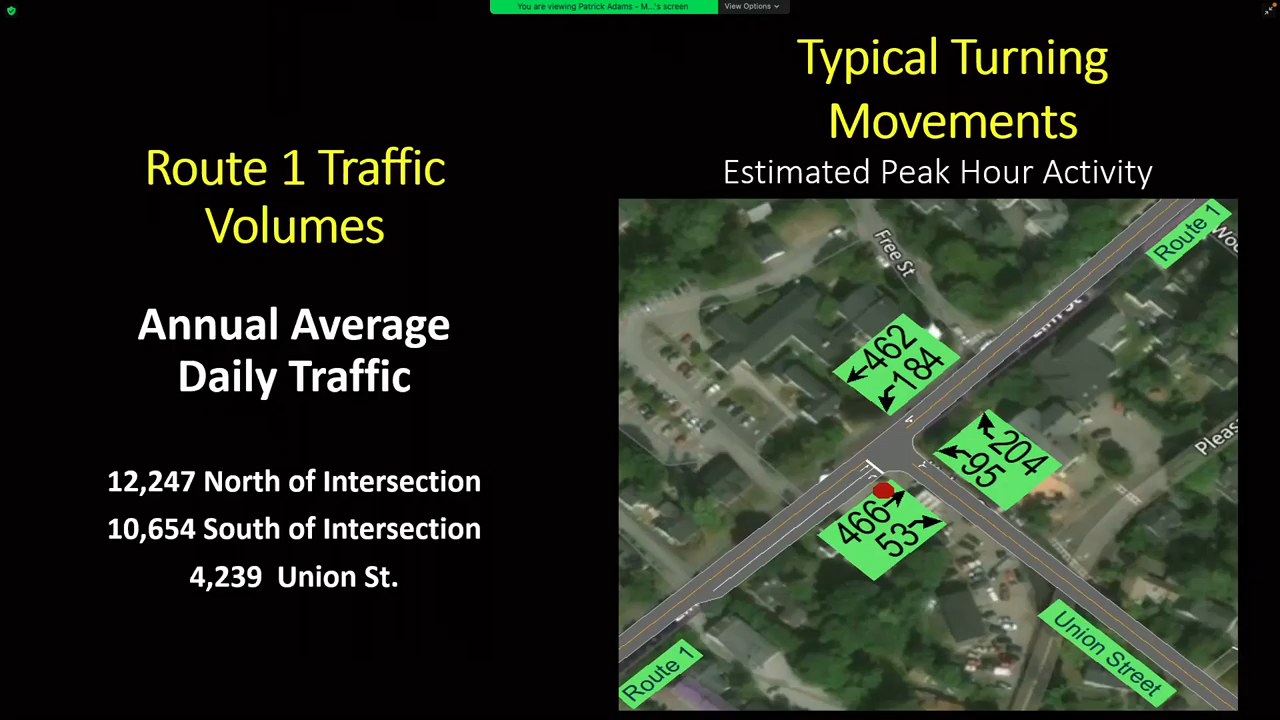 You are viewing Patrick Adams - M...'s screen
View Options
Typical Turning
Movements
Estimated Peak Hour Activity
Route 1 Traffic
Volumes
Annual Average
Daily Traffic
12,247 North of Intersection
10,654 South of Intersection
4,239 Union St.
Free St
Route 1
Elm St
462
184
204
95
466
53
Union Street
Route 1